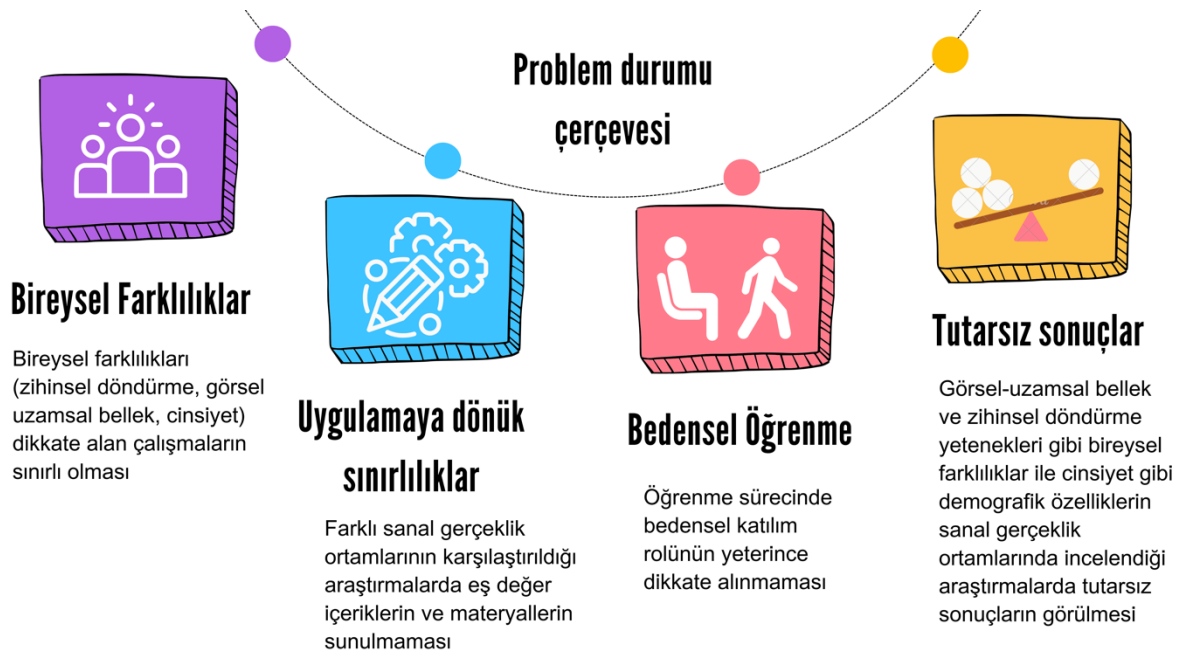 Problem durumu
çerçevesi
Bireysel Farklılıklar
Bireysel farklılıkları
(zihinsel döndürme, görsel
uzamsal bellek, cinsiyet)
dikkate alan çalışmaların
sınırlı olması
Uygulamaya dönük
sınırlılıklar
Farklı sanal gerçeklik
ortamlarının karşılaştırıldığı
araştırmalarda eş değer
içeriklerin ve materyallerin
sunulmaması
Bedensel Öğrenme
Öğrenme sürecinde
bedensel katılım
rolünün yeterince
dikkate alınmaması
Tutarsız sonuçlar
Görsel-uzamsal bellek
ve zihinsel döndürme
yetenekleri gibi bireysel
farklılıklar ile cinsiyet gibi
demografik özelliklerin
sanal gerçeklik
ortamlarında incelendiği
araştırmalarda tutarsız
sonuçların görülmesi